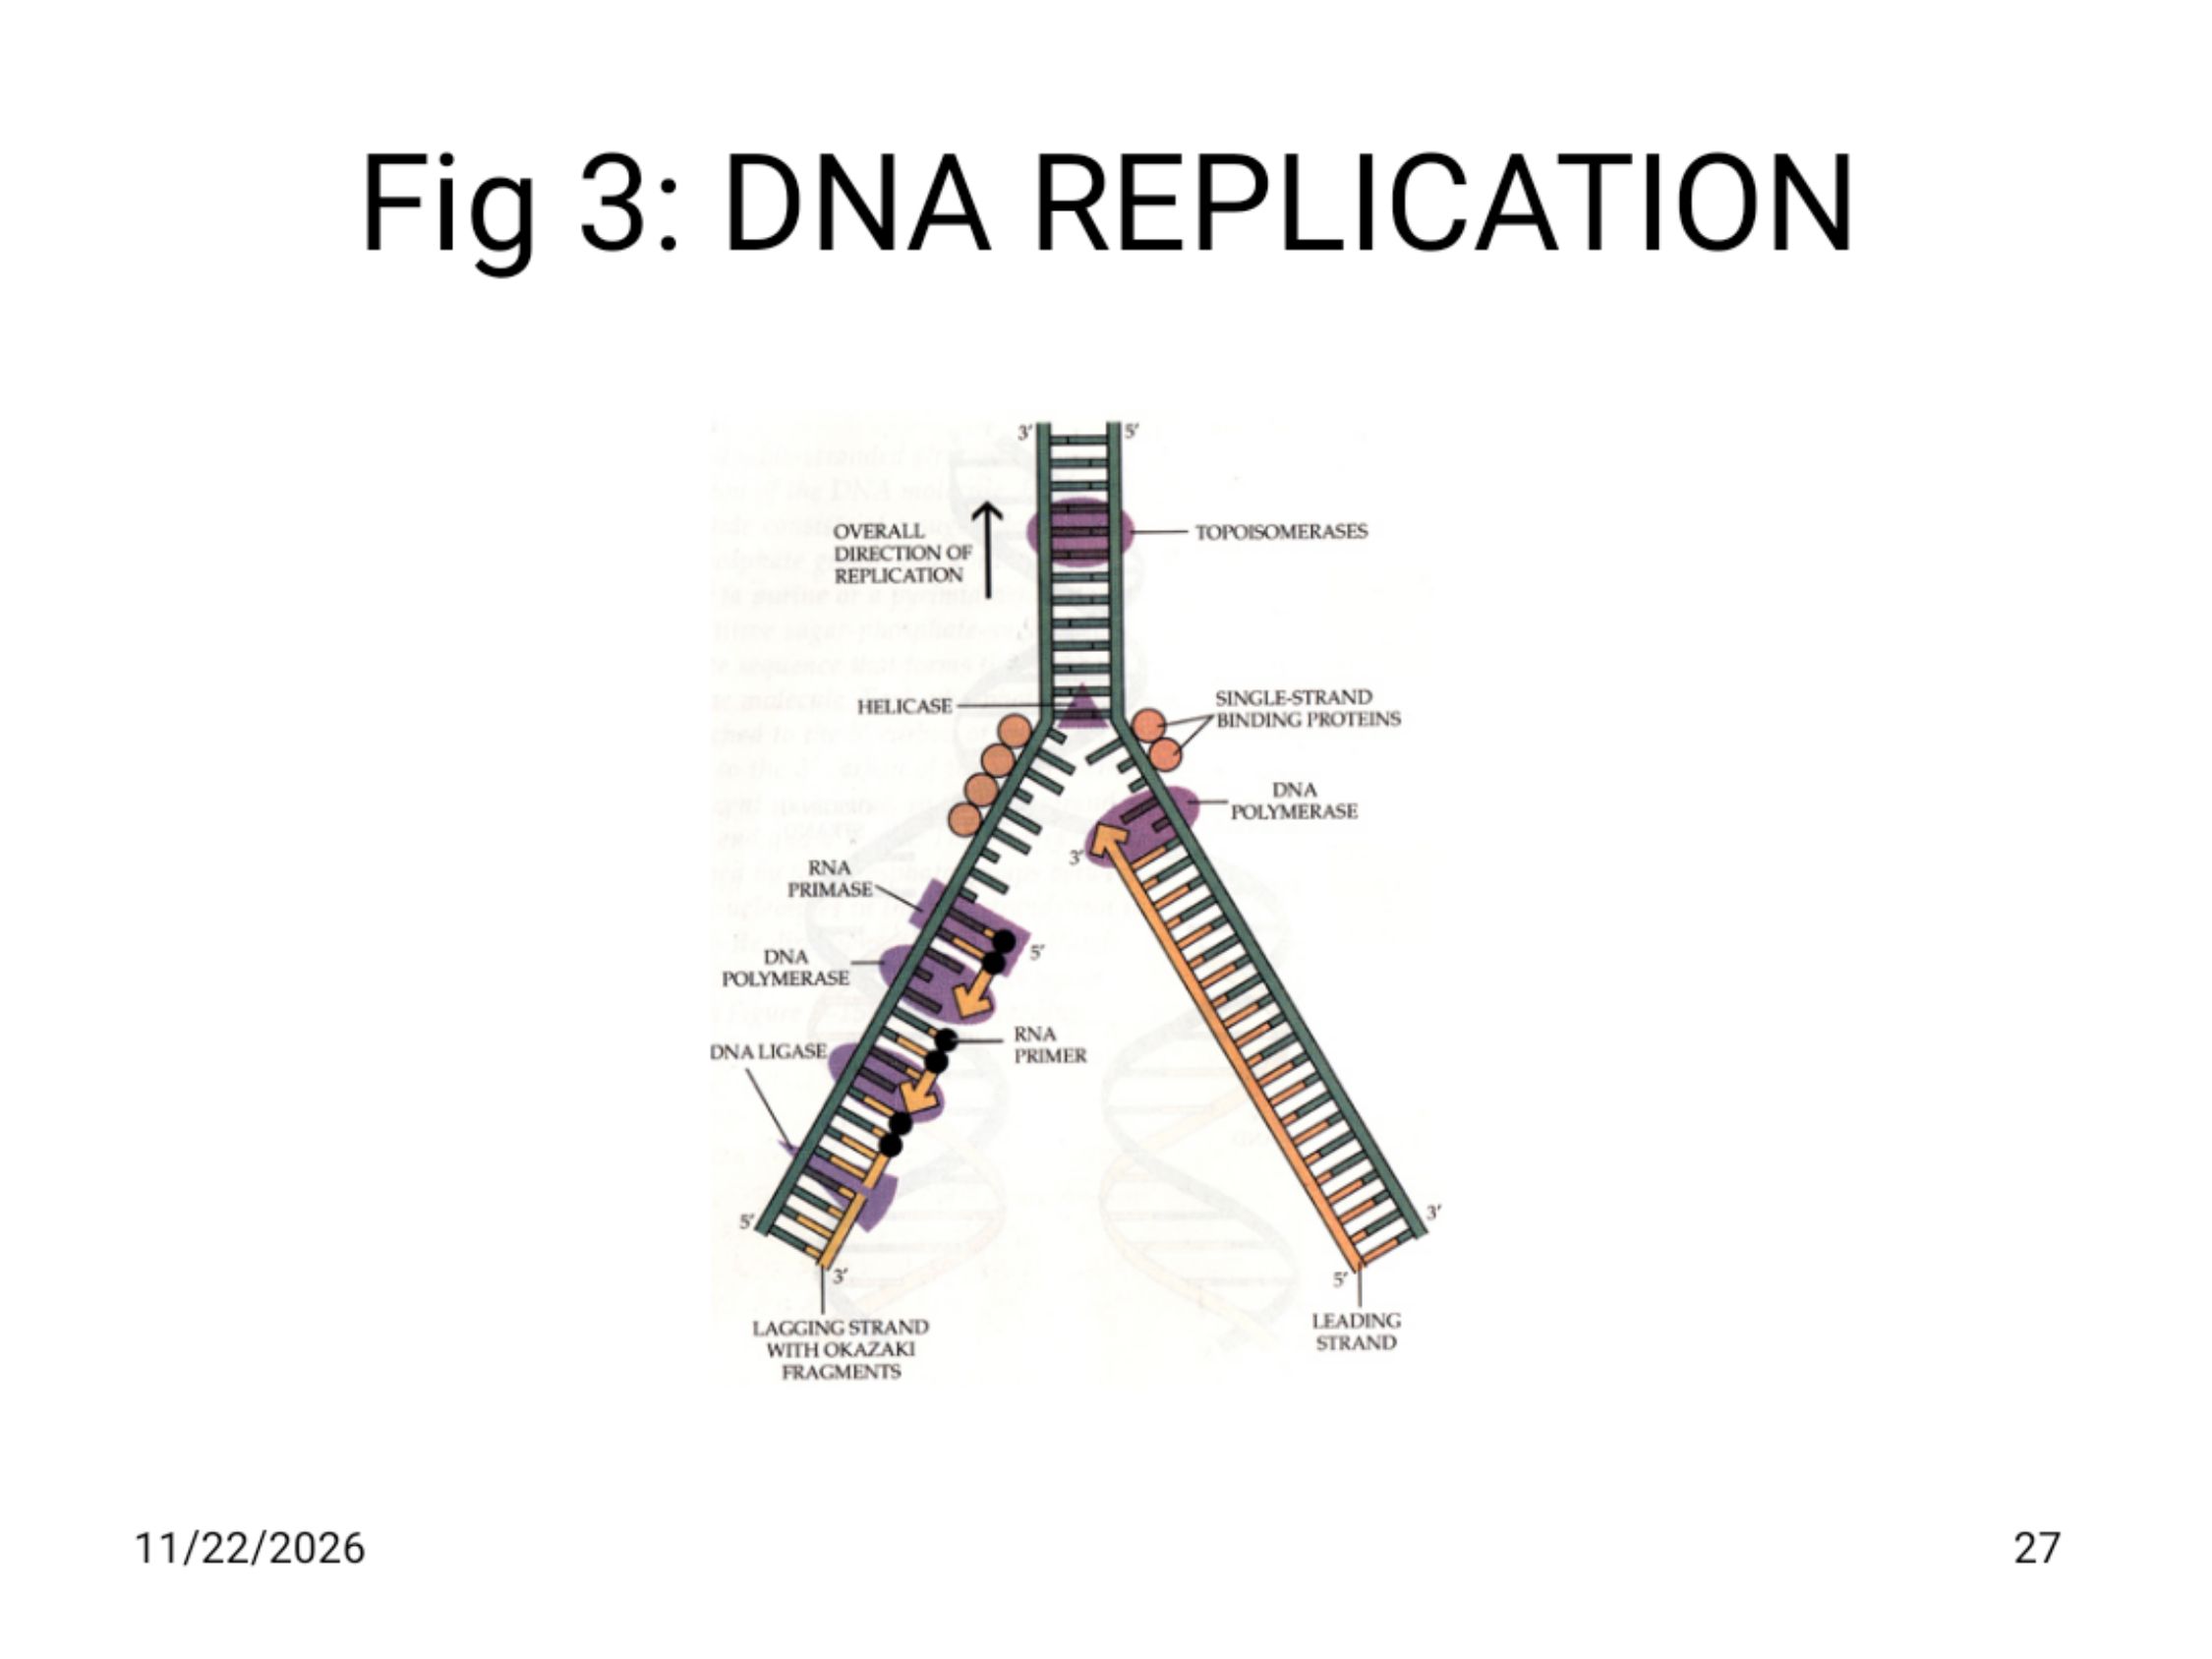 Fig 3: DNA REPLICATION
3′
5′
OVERALL
DIRECTION OF
REPLICATION
TOPOISOMERASES
HELICASE
SINGLE-STRAND
BINDING PROTEINS
DNA
POLYMERASE
3′
RNA
PRIMASE
5′
DNA
POLYMERASE
RNA
PRIMER
DNA LIGASE
5′
3′
3′
5′
LAGGING STRAND
WITH OKAZAKI
FRAGMENTS
LEADING
STRAND
11/22/2026
27